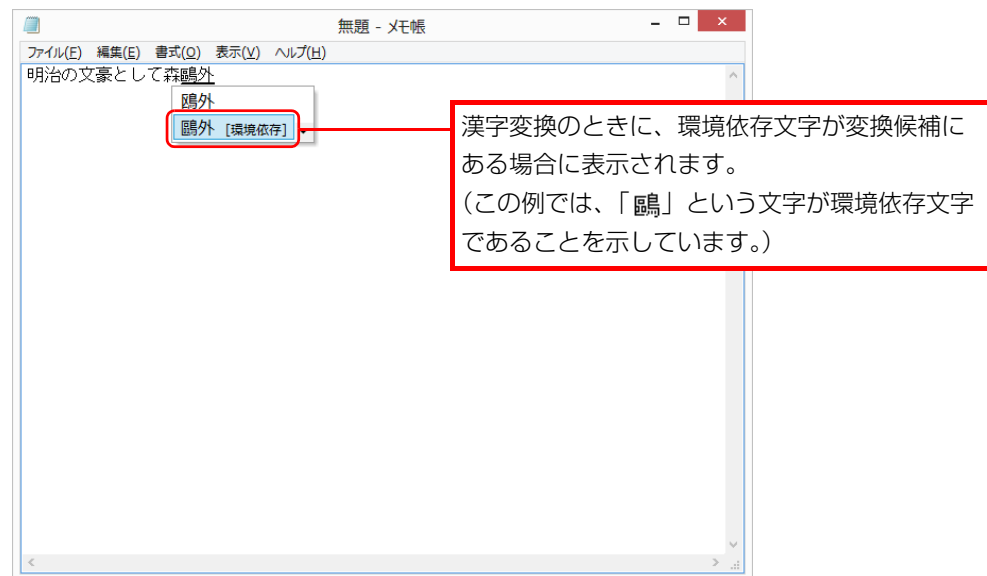 無題 - メモ帳
ファイル(F) 編集(E) 書式(O) 表示(V) ヘルプ(H)
明治の文豪として森鷗外
鴎外
鷗外 [環境依存]
漢字変換のときに、環境依存文字が変換候補に
ある場合に表示されます。
(この例では、「鷗」という文字が環境依存文字
であることを示しています。)